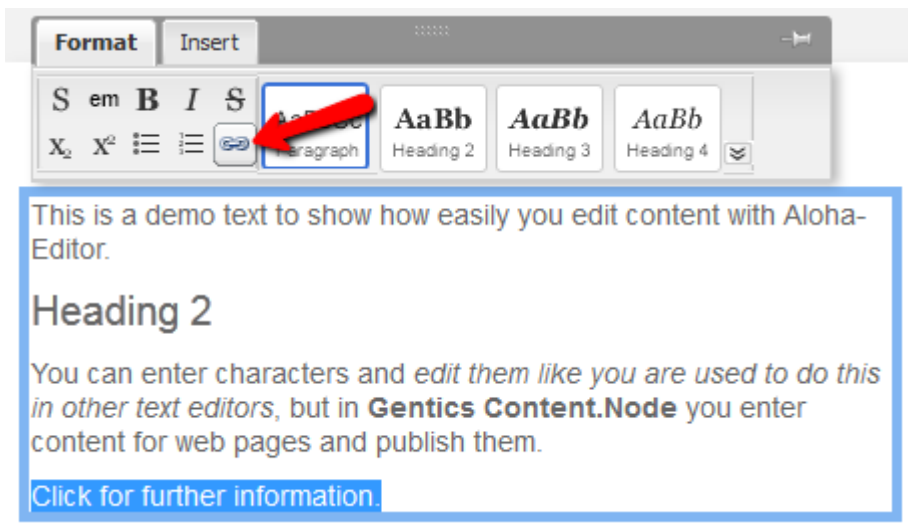 Format Insert
S em B I S
AaBb AaBb AaBb
X₂ X²
Paragraph Heading 2 Heading 3 Heading 4
This is a demo text to show how easily you edit content with Aloha-
Editor.
Heading 2
You can enter characters and edit them like you are used to do this
in other text editors, but in Gentics Content.Node you enter
content for web pages and publish them.
Click for further information.